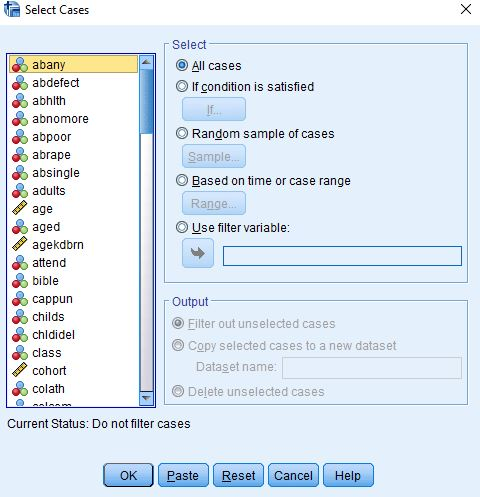 Select Cases
abany
abdefect
abhlth
abnomore
abpoor
abrape
absingle
adults
age
aged
agekdbrn
attend
bible
cappun
childs
chldidel
class
cohort
colath
Select
All cases
If condition is satisfied
If...
Random sample of cases
Sample...
Based on time or case range
Range...
Use filter variable:
Output
Filter out unselected cases
Copy selected cases to a new dataset
Dataset name:
Delete unselected cases
Current Status: Do not filter cases
OK Paste Reset Cancel Help